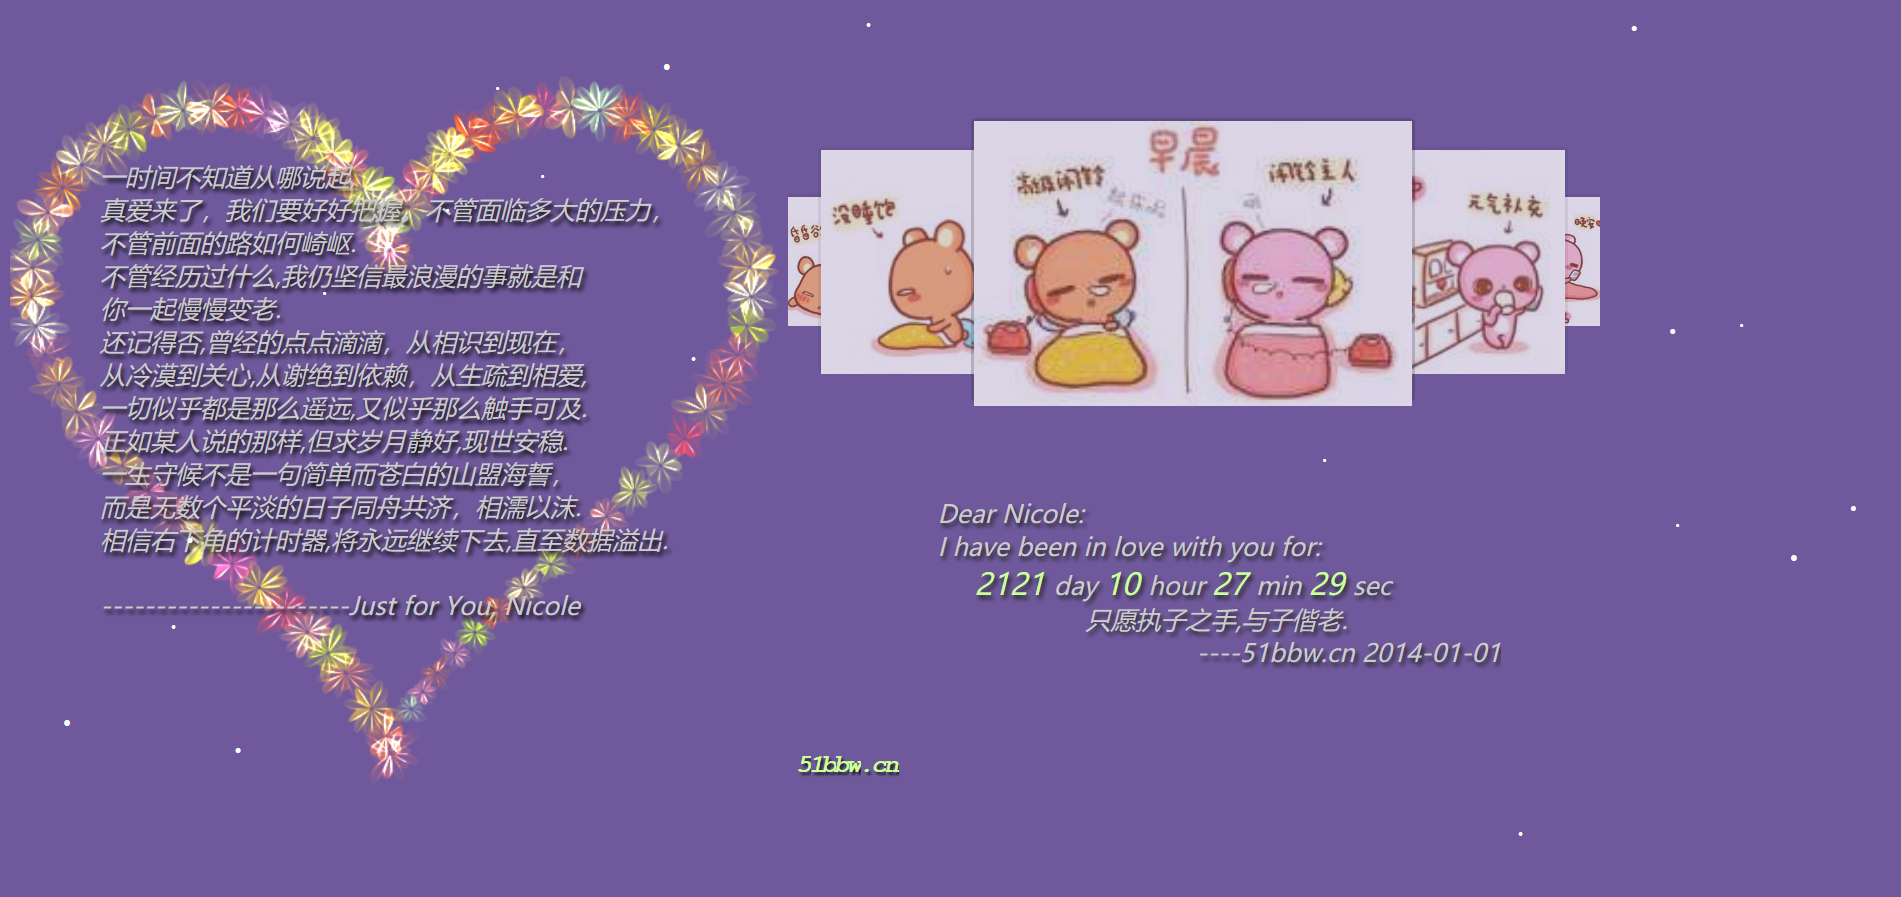 一时间不知道从哪说起.
真爱来了，我们要好好把握。不管面临多大的压力，
不管前面的路如何崎岖.
不管经历过什么,我仍坚信最浪漫的事就是和
你一起慢慢变老.
还记得否,曾经的点点滴滴，从相识到现在，
从冷漠到关心,从谢绝到依赖，从生疏到相爱,
一切似乎都是那么遥远,又似乎那么触手可及.
正如某人说的那样,但求岁月静好,现世安稳.
一生守候不是一句简单而苍白的山盟海誓，
而是无数个平淡的日子同舟共济，相濡以沫.
相信右下角的计时器,将永远继续下去,直至数据溢出.
-----------------------Just for You, Nicole
没睡饱
早晨
高级闹铃
闹铃主人
元气补充
晚安
Dear Nicole:
I have been in love with you for:
2121 day 10 hour 27 min 29 sec
只愿执子之手,与子偕老.
----51bbw.cn 2014-01-01
51bbw.cn